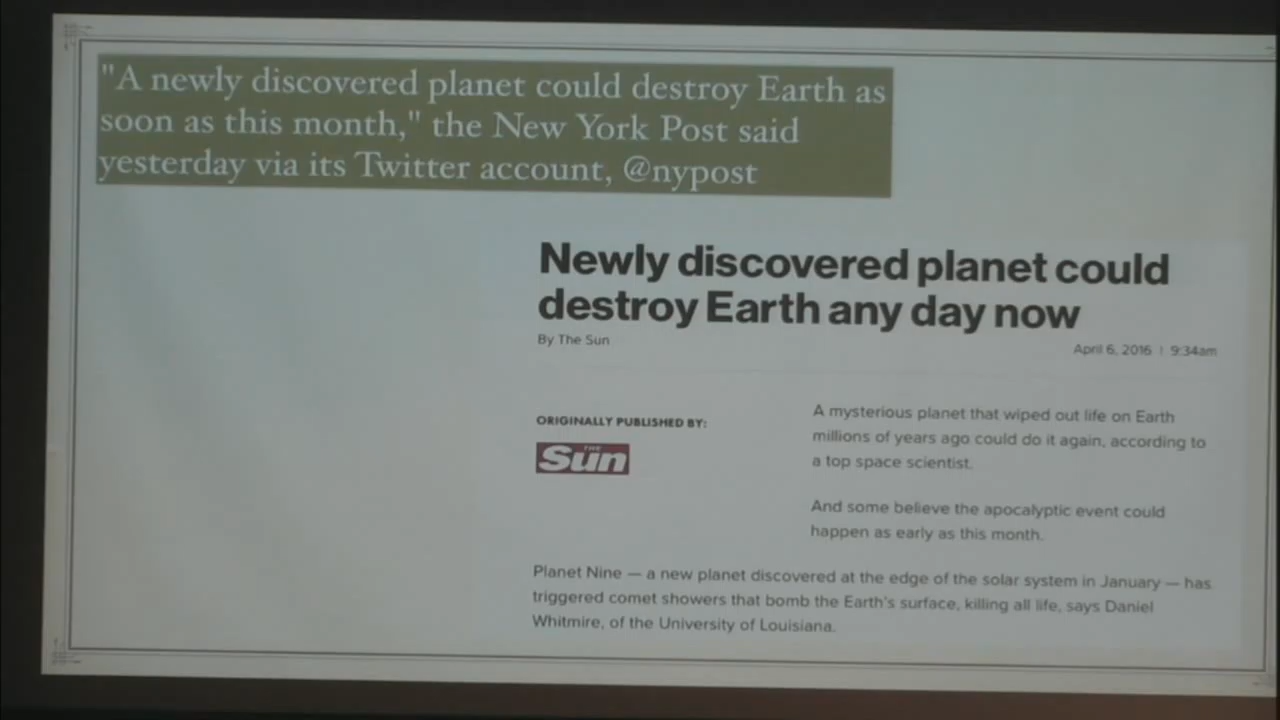 "A newly discovered planet could destroy Earth as
soon as this month," the New York Post said
yesterday via its Twitter account, @nypost
Newly discovered planet could
destroy Earth any day now
By The Sun
April 6, 2016 | 9:34am
ORIGINALLY PUBLISHED BY:
THE
Sun
A mysterious planet that wiped out life on Earth
millions of years ago could do it again, according to
a top space scientist.
And some believe the apocalyptic event could
happen as early as this month.
Planet Nine — a new planet discovered at the edge of the solar system in January — has
triggered comet showers that bomb the Earth's surface, killing all life, says Daniel
Whitmire, of the University of Louisiana.